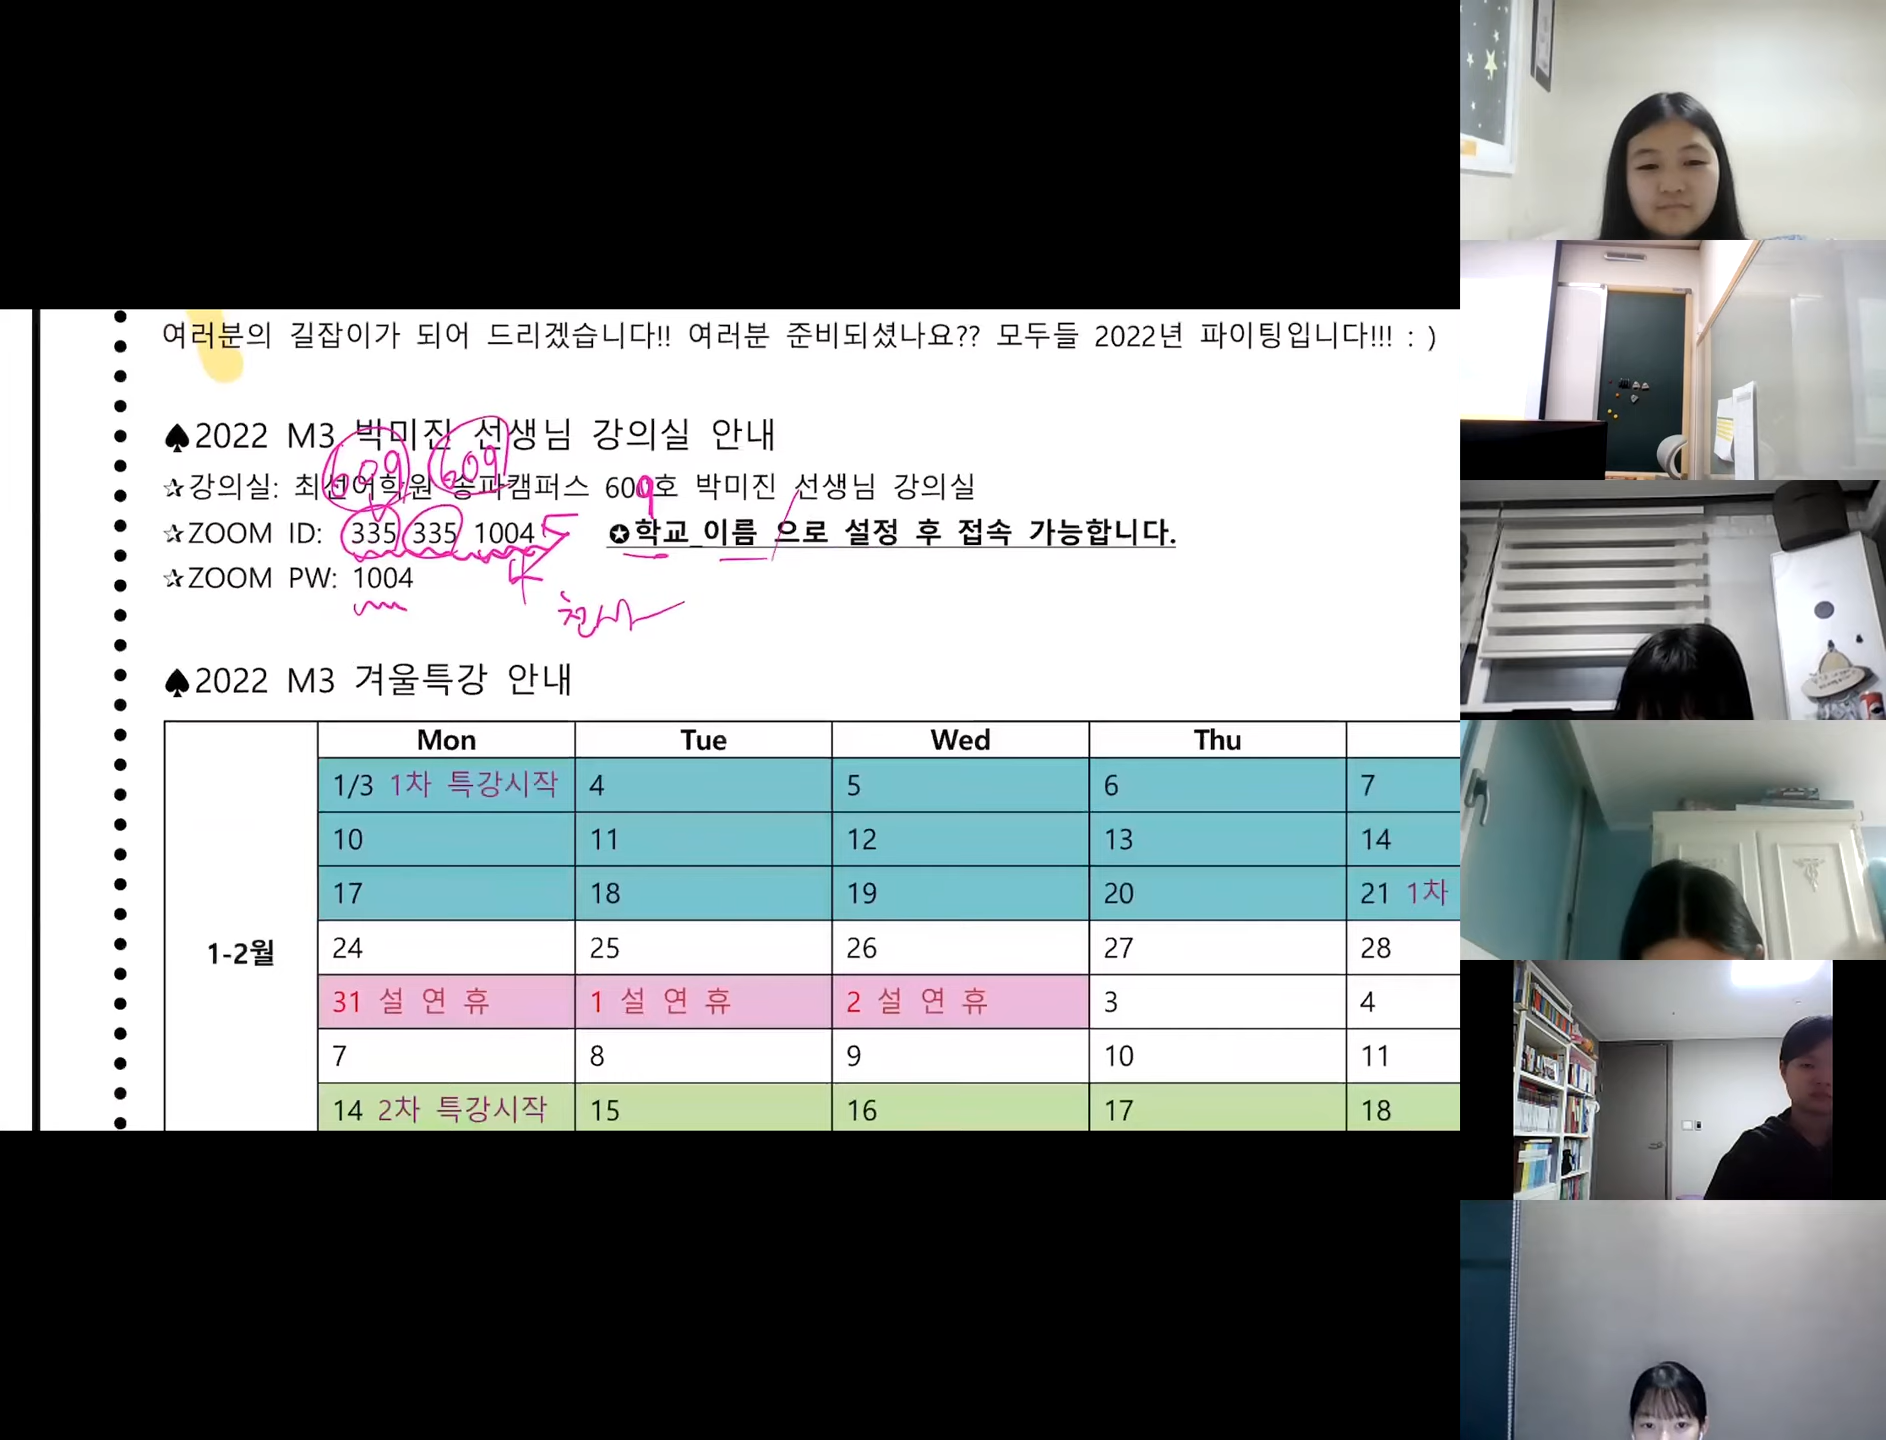 여러분의 길잡이가 되어 드리겠습니다!! 여러분 준비되셨나요?? 모두들 2022년 파이팅입니다!!! : )
♠2022 M3 박미진 선생님 강의실 안내
609 609
☆강의실: 최선어학원 송파캠퍼스 609호 박미진 선생님 강의실
☆ZOOM ID: 335 335 1004 ✪학교_이름 으로 설정 후 접속 가능합니다.
☆ZOOM PW: 1004
천사
♠2022 M3 겨울특강 안내
Mon Tue Wed Thu
1/3 1차 특강시작 4 5 6 7
10 11 12 13 14
17 18 19 20 21 1차
1-2월
24 25 26 27 28
31 설 연 휴 1 설 연 휴 2 설 연 휴 3 4
7 8 9 10 11
14 2차 특강시작 15 16 17 18